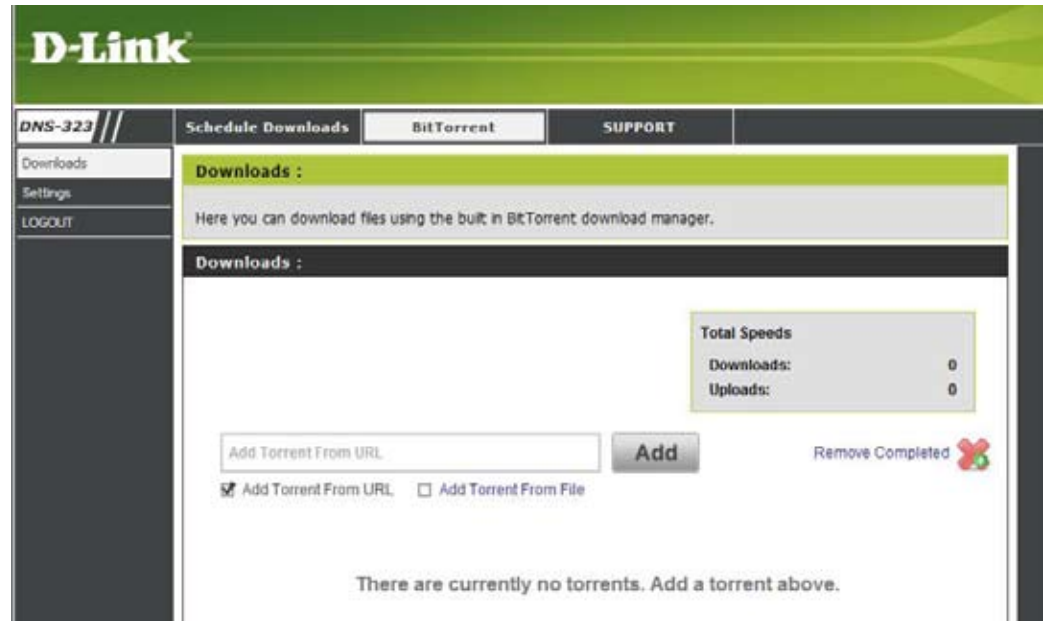 D-Link
DNS-323 Schedule Downloads BitTorrent SUPPORT
Downloads
Settings
LOGOUT
Downloads :
Here you can download files using the built in BitTorrent download manager.
Downloads :
Total Speeds
Downloads: 0
Uploads: 0
Add Torrent From URL
Add
Remove Completed
Add Torrent From URL Add Torrent From File
There are currently no torrents. Add a torrent above.